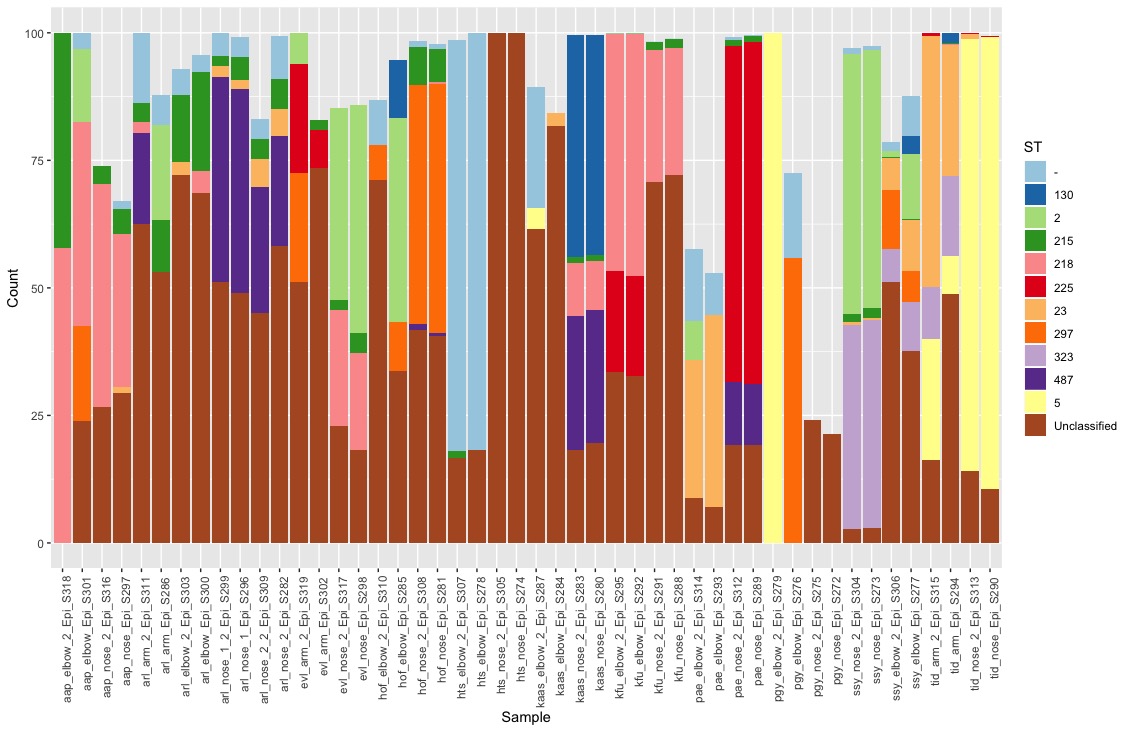 100
75
50
25
0
Count
aap_elbow_2_Epi_S318
aap_elbow_Epi_S301
aap_nose_2_Epi_S316
aap_nose_Epi_S297
arl_arm_2_Epi_S311
arl_arm_Epi_S286
arl_elbow_2_Epi_S303
arl_elbow_Epi_S300
arl_nose_1_2_Epi_S299
arl_nose_1_Epi_S296
arl_nose_2_2_Epi_S309
arl_nose_2_Epi_S282
evl_arm_2_Epi_S319
evl_arm_Epi_S302
evl_nose_2_Epi_S317
evl_nose_Epi_S298
hof_elbow_2_Epi_S310
hof_elbow_Epi_S285
hof_nose_2_Epi_S308
hof_nose_Epi_S281
hts_elbow_2_Epi_S307
hts_elbow_Epi_S278
hts_nose_2_Epi_S305
hts_nose_Epi_S274
kaas_elbow_2_Epi_S287
kaas_elbow_Epi_S284
kaas_nose_2_Epi_S283
kaas_nose_Epi_S280
kfu_elbow_2_Epi_S295
kfu_elbow_Epi_S292
kfu_nose_2_Epi_S291
kfu_nose_Epi_S288
pae_elbow_2_Epi_S314
pae_elbow_Epi_S293
pae_nose_2_Epi_S312
pae_nose_Epi_S289
pgy_elbow_2_Epi_S279
pgy_elbow_Epi_S276
pgy_nose_2_Epi_S275
pgy_nose_Epi_S272
ssy_nose_2_Epi_S304
ssy_nose_Epi_S273
ssy_elbow_2_Epi_S306
ssy_elbow_Epi_S277
tid_arm_2_Epi_S315
tid_arm_Epi_S294
tid_nose_2_Epi_S313
tid_nose_Epi_S290
Sample
ST
-
130
2
215
218
225
23
297
323
487
5
Unclassified